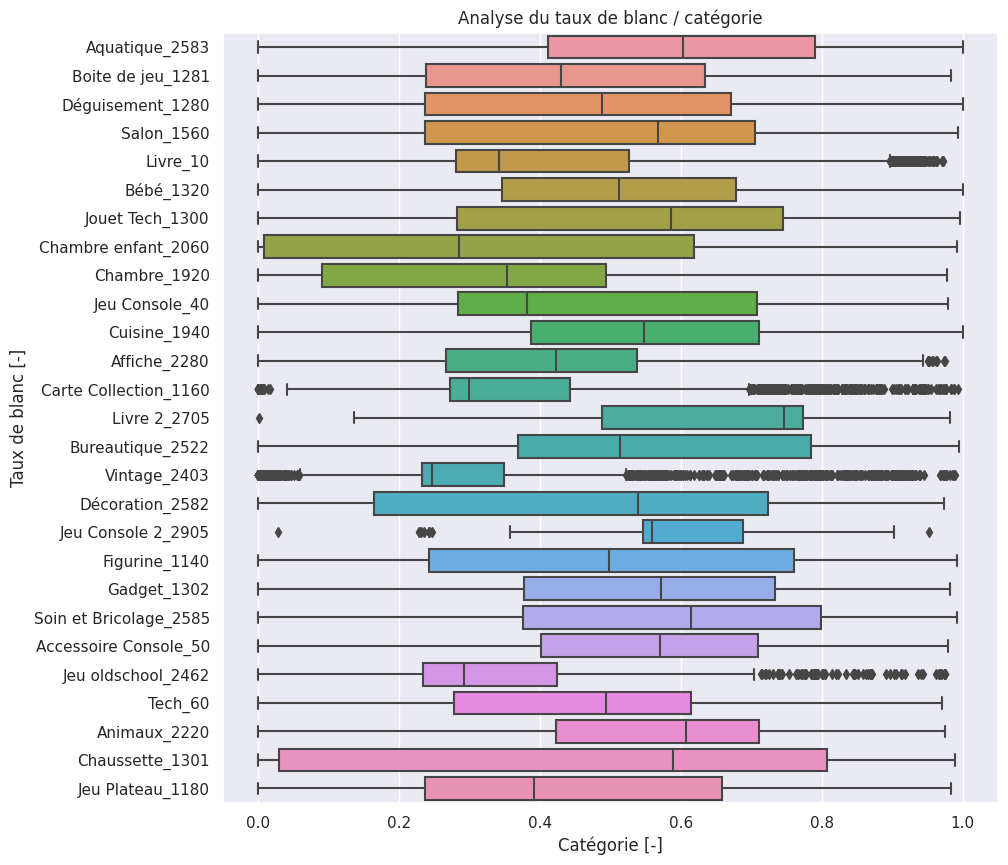 Analyse du taux de blanc / catégorie
Taux de blanc [-]
Aquatique_2583
Boite de jeu_1281
Déguisement_1280
Salon_1560
Livre_10
Bébé_1320
Jouet Tech_1300
Chambre enfant_2060
Chambre_1920
Jeu Console_40
Cuisine_1940
Affiche_2280
Carte Collection_1160
Livre 2_2705
Bureautique_2522
Vintage_2403
Décoration_2582
Jeu Console 2_2905
Figurine_1140
Gadget_1302
Soin et Bricolage_2585
Accessoire Console_50
Jeu oldschool_2462
Tech_60
Animaux_2220
Chaussette_1301
Jeu Plateau_1180
0.0 0.2 0.4 0.6 0.8 1.0
Catégorie [-]